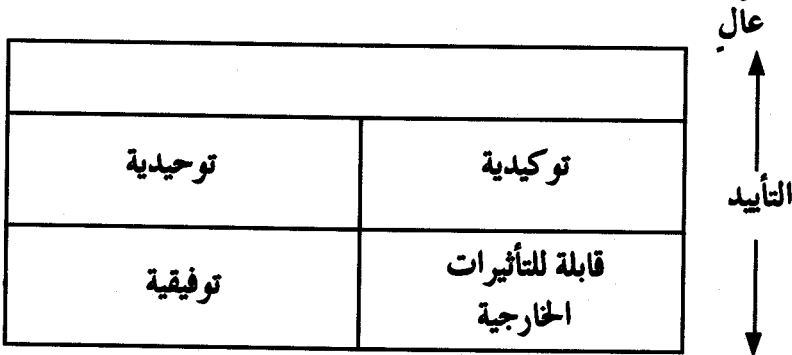 عالٍ
توكيدية
توحيدية
التأييد
قابلة للتأثيرات
الخارجية
توفيقية